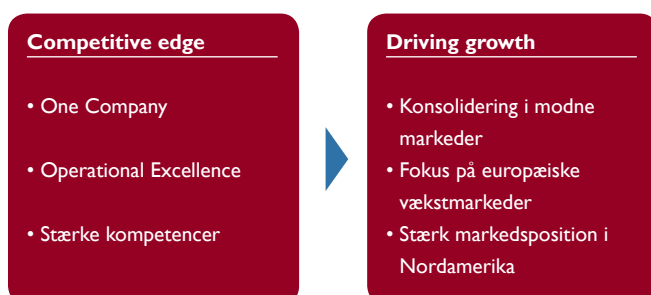 Competitive edge
• One Company
• Operational Excellence
• Stærke kompetencer
Driving growth
• Konsolidering i modne
markeder
• Fokus på europæiske
vækstmarkeder
• Stærk markedsposition i
Nordamerika